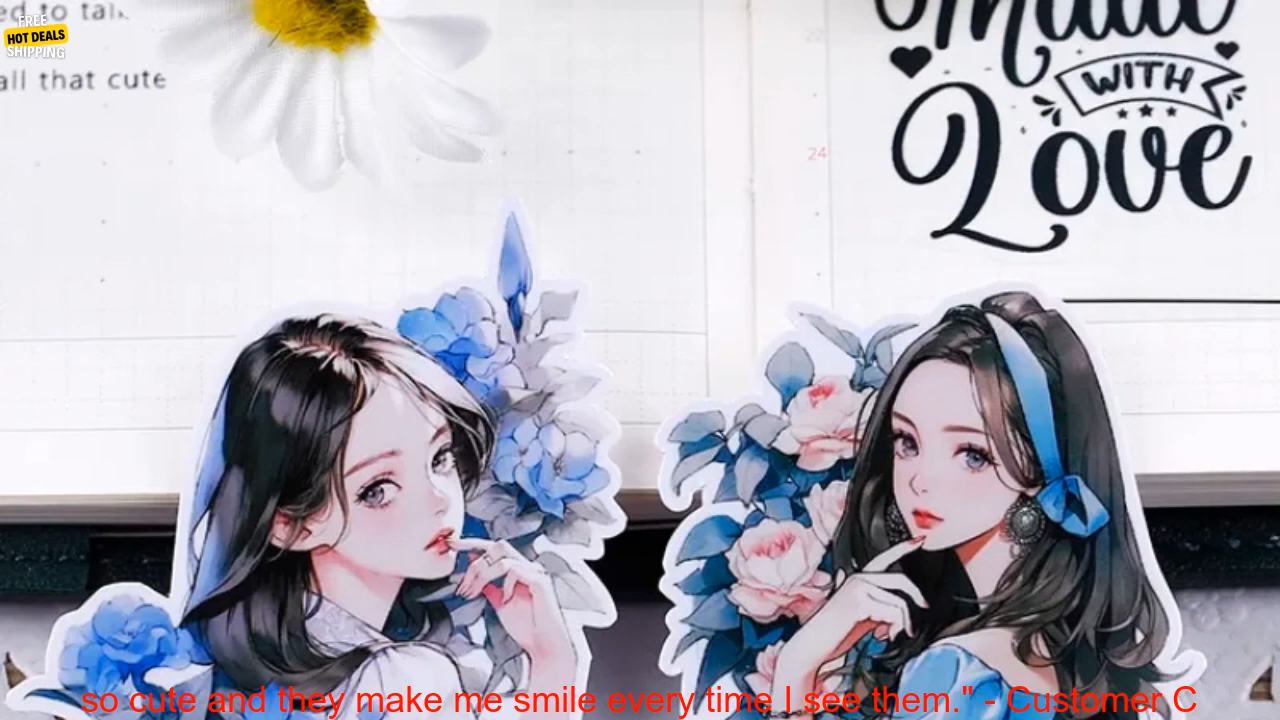 ed to tal
FREE
HOT DEALS
SHIPPING
all that cute
Made
WITH
Love
22
24
so cute and they make me smile every time I see them." - Customer C